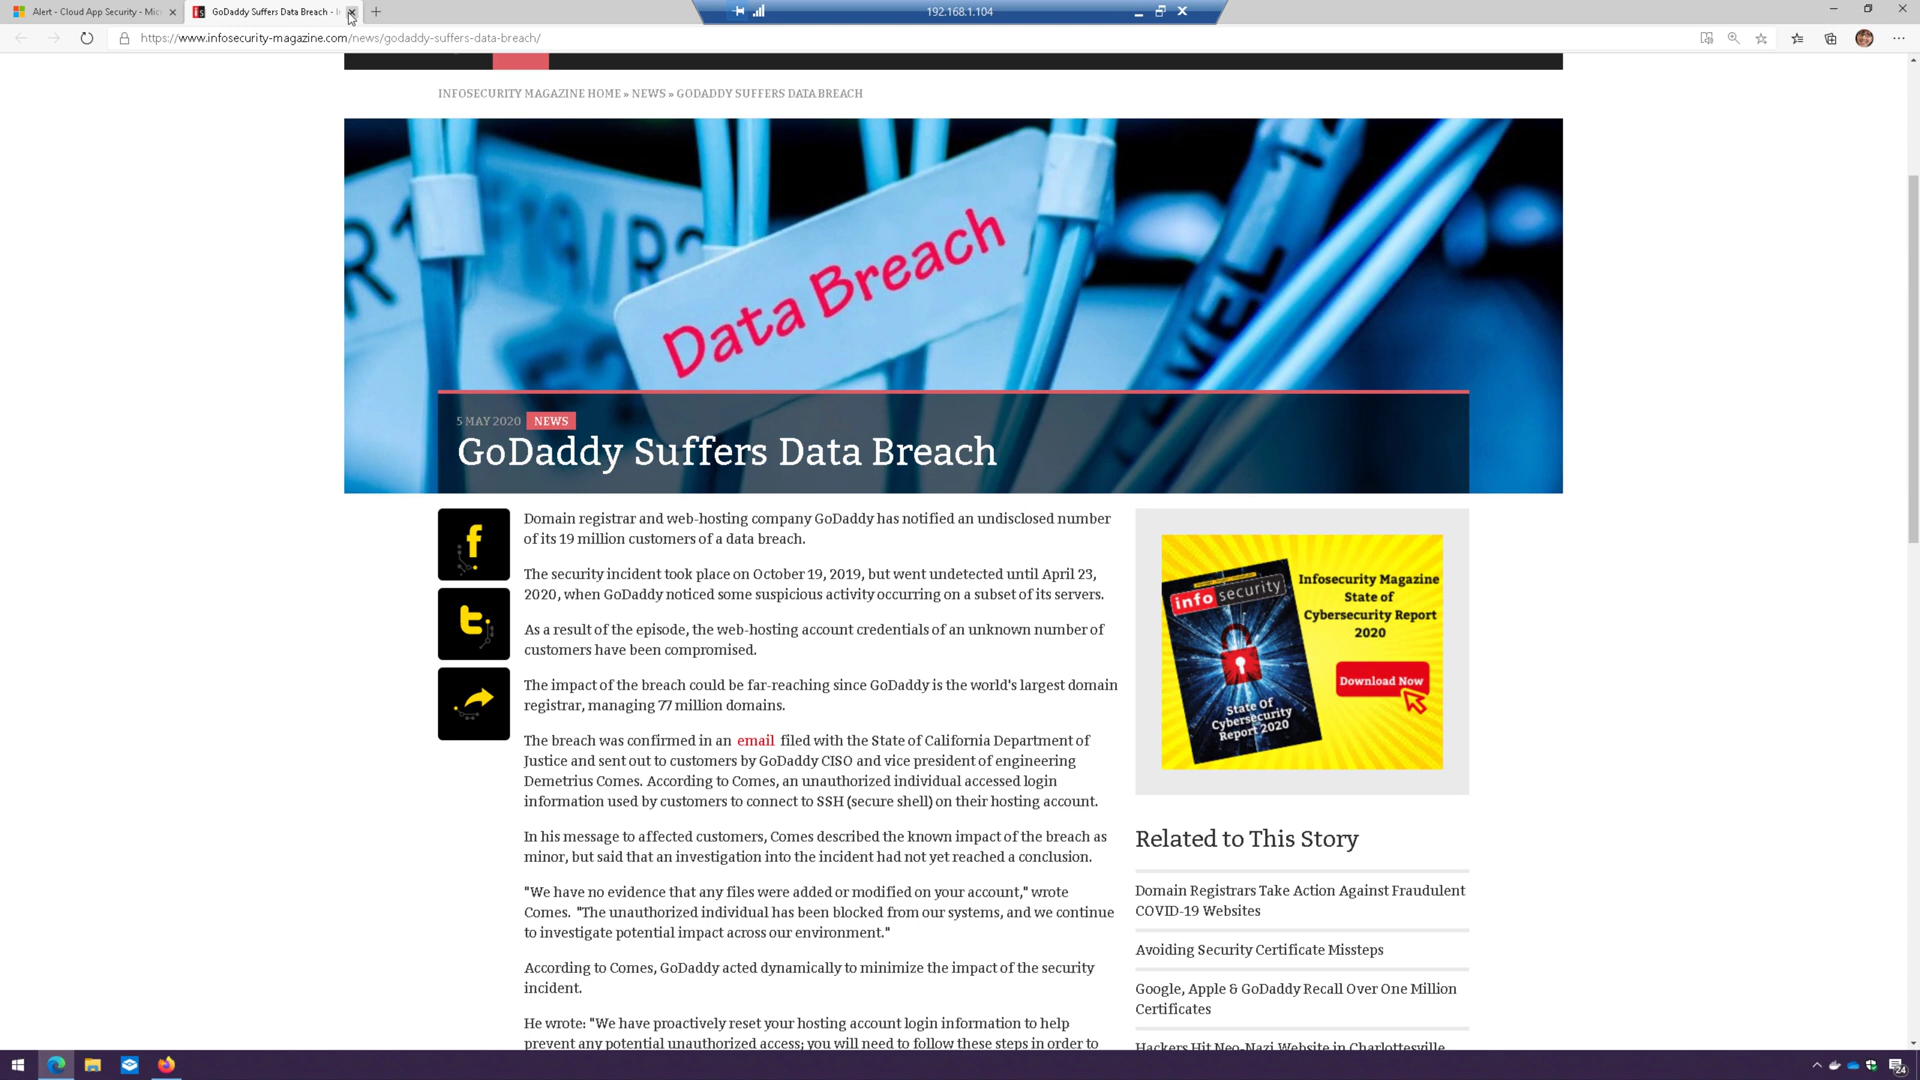 Alert - Cloud App Security - Mic
GoDaddy Suffers Data Breach - I
192.168.1.104
https://www.infosecurity-magazine.com/news/godaddy-suffers-data-breach/
INFOSECURITY MAGAZINE HOME » NEWS » GODADDY SUFFERS DATA BREACH
Data Breach
5 MAY 2020 NEWS
GoDaddy Suffers Data Breach
Domain registrar and web-hosting company GoDaddy has notified an undisclosed number
of its 19 million customers of a data breach.
The security incident took place on October 19, 2019, but went undetected until April 23,
2020, when GoDaddy noticed some suspicious activity occurring on a subset of its servers.
As a result of the episode, the web-hosting account credentials of an unknown number of
customers have been compromised.
The impact of the breach could be far-reaching since GoDaddy is the world's largest domain
registrar, managing 77 million domains.
The breach was confirmed in an email filed with the State of California Department of
Justice and sent out to customers by GoDaddy CISO and vice president of engineering
Demetrius Comes. According to Comes, an unauthorized individual accessed login
information used by customers to connect to SSH (secure shell) on their hosting account.
In his message to affected customers, Comes described the known impact of the breach as
minor, but said that an investigation into the incident had not yet reached a conclusion.
"We have no evidence that any files were added or modified on your account," wrote
Comes. "The unauthorized individual has been blocked from our systems, and we continue
to investigate potential impact across our environment."
According to Comes, GoDaddy acted dynamically to minimize the impact of the security
incident.
He wrote: "We have proactively reset your hosting account login information to help
prevent any potential unauthorized access; you will need to follow these steps in order to
info security
State Of
Cybersecurity
Report 2020
Infosecurity Magazine
State of
Cybersecurity Report
2020
Download Now
Related to This Story
Domain Registrars Take Action Against Fraudulent
COVID-19 Websites
Avoiding Security Certificate Missteps
Google, Apple & GoDaddy Recall Over One Million
Certificates
Hackers Hit Neo-Nazi Website in Charlottesville
24